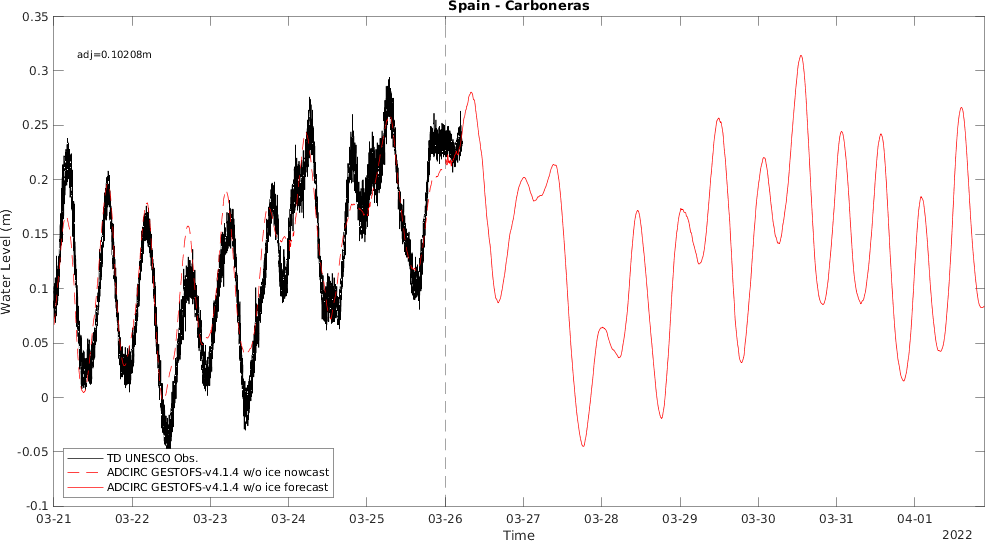 Spain - Carboneras
adj=0.10208m
Water Level (m)
0.35
0.3
0.25
0.2
0.15
0.1
0.05
0
-0.05
-0.1
TD UNESCO Obs.
ADCIRC GESTOFS-v4.1.4 w/o ice nowcast
ADCIRC GESTOFS-v4.1.4 w/o ice forecast
03-21 03-22 03-23 03-24 03-25 03-26 03-27 03-28 03-29 03-30 03-31 04-01
Time
2022